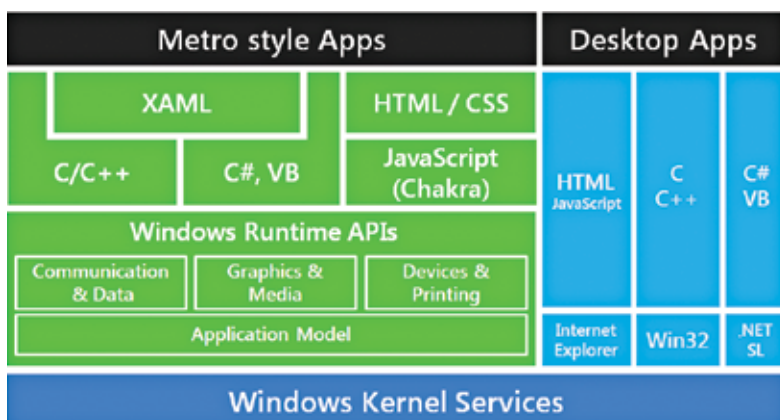 Metro style Apps
Desktop Apps
XAML
HTML / CSS
C/C++
C#, VB
JavaScript
(Chakra)
HTML
JavaScript
C
C++
C#
VB
Windows Runtime APIs
Communication
& Data
Graphics &
Media
Devices &
Printing
Application Model
Internet
Explorer
Win32
.NET
SL
Windows Kernel Services